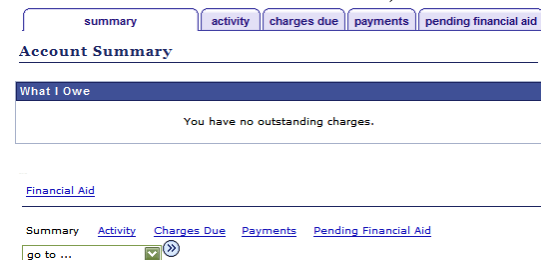 summary activity charges due payments pending financial aid
Account Summary
What I Owe
You have no outstanding charges.
Financial Aid
Summary Activity Charges Due Payments Pending Financial Aid
go to ...